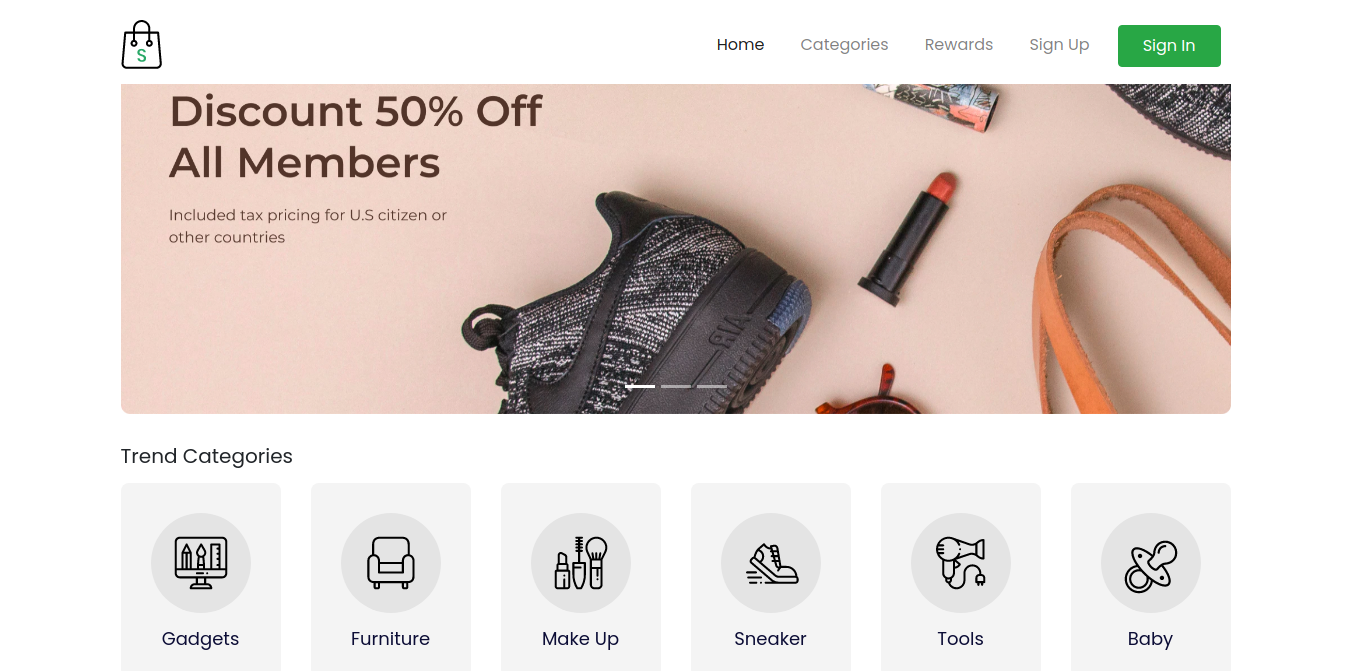 S
Home Categories Rewards Sign Up Sign In
Discount 50% Off
All Members
Included tax pricing for U.S citizen or
other countries
AIR
Trend Categories
Gadgets Furniture Make Up Sneaker Tools Baby